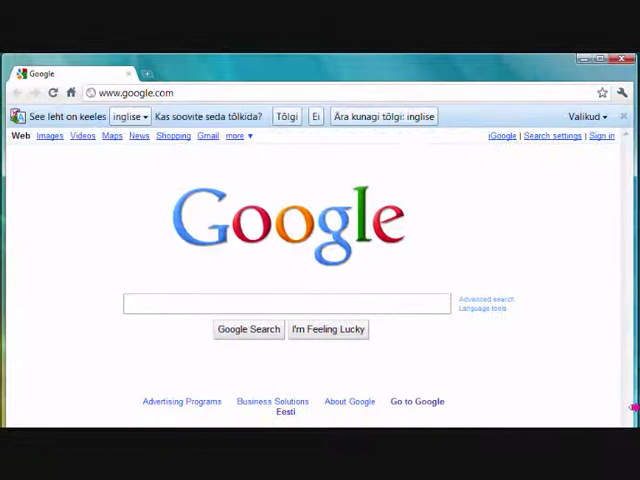 Google
www.google.com
See leht on keeles inglise Kas soovite seda tõlkida? Tõlgi Ei Ära kunagi tõlgi: inglise Valikud
Web Images Videos Maps News Shopping Gmail more iGoogle | Search settings | Sign in
Google
Advanced search
Language tools
Google Search I'm Feeling Lucky
Advertising Programs Business Solutions About Google Go to Google
Eesti